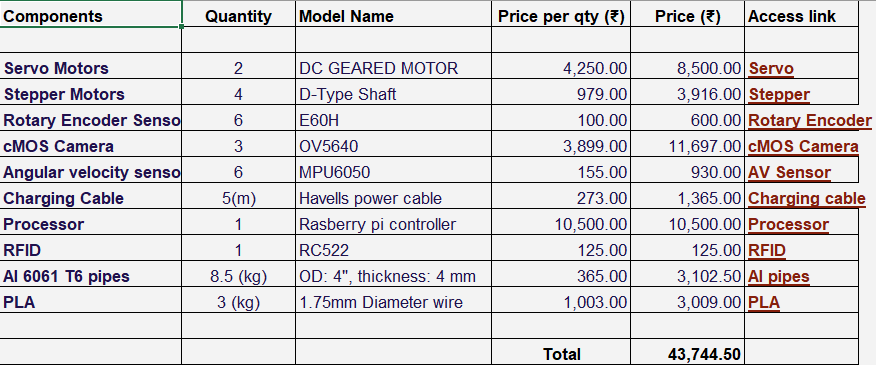 Components Quantity Model Name Price per qty (₹) Price (₹) Access link
Servo Motors 2 DC GEARED MOTOR 4,250.00 8,500.00 Servo
Stepper Motors 4 D-Type Shaft 979.00 3,916.00 Stepper
Rotary Encoder Senso 6 E60H 100.00 600.00 Rotary Encoder
cMOS Camera 3 OV5640 3,899.00 11,697.00 cMOS Camera
Angular velocity senso 6 MPU6050 155.00 930.00 AV Sensor
Charging Cable 5(m) Havells power cable 273.00 1,365.00 Charging cable
Processor 1 Rasberry pi controller 10,500.00 10,500.00 Processor
RFID 1 RC522 125.00 125.00 RFID
Al 6061 T6 pipes 8.5 (kg) OD: 4", thickness: 4 mm 365.00 3,102.50 Al pipes
PLA 3 (kg) 1.75mm Diameter wire 1,003.00 3,009.00 PLA
Total 43,744.50